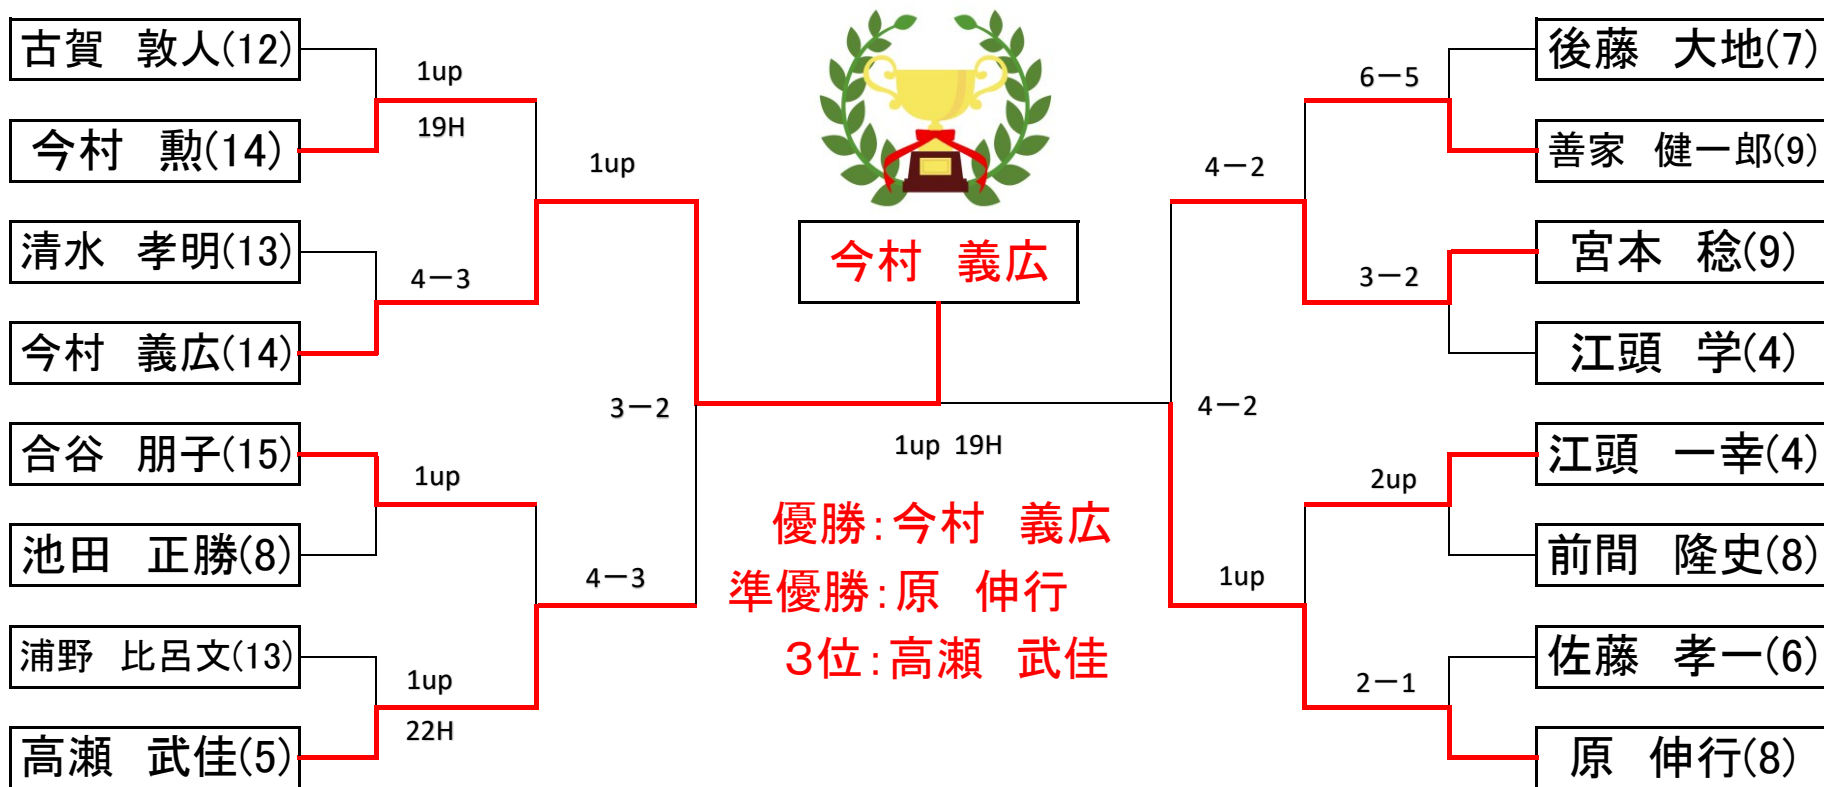 古賀　敦人(12)
今村　勲(14)
清水　孝明(13)
今村　義広(14)
合谷　朋子(15)
池田　正勝(8)
浦野　比呂文(13)
高瀬　武佳(5)
1up
19H
4－3
1up
1up
22H
1up
4－3
3－2
今村　義広
1up 19H
優勝：今村　義広
準優勝：原　伸行
3位：高瀬　武佳
4－2
4－2
1up
6－5
3－2
2up
2－1
後藤　大地(7)
善家　健一郎(9)
宮本　稔(9)
江頭　学(4)
江頭　一幸(4)
前間　隆史(8)
佐藤　孝一(6)
原　伸行(8)